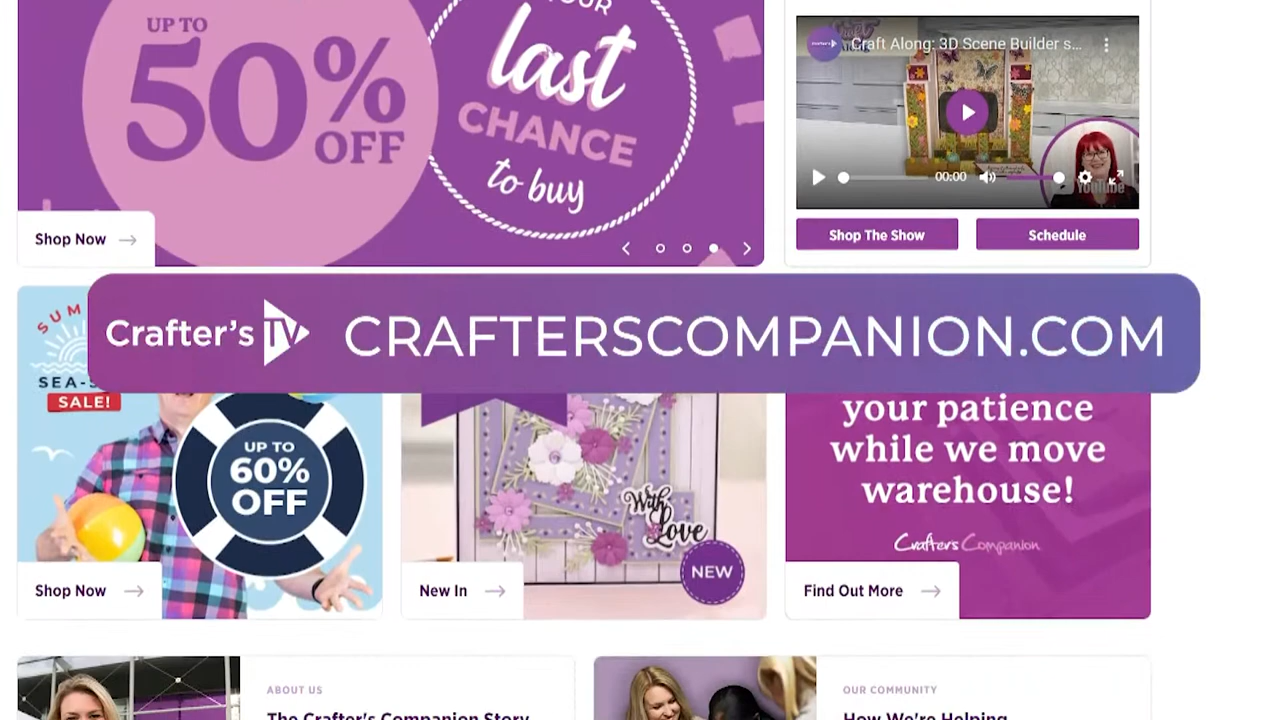 UP TO
50%
OFF
last
CHANCE
to buy
Shop Now
Craft Along: 3D Scene Builder s...
00:00
YouTube
Shop The Show
Schedule
Crafter's TV
CRAFTERSCOMPANION.COM
SUM
SALE!
UP TO
60%
OFF
Shop Now
With
Love
NEW
New In
your patience
while we move
warehouse!
Crafter's Companion
Find Out More
ABOUT US
The Crafter's Companion Story
OUR COMMUNITY
How We're Helping